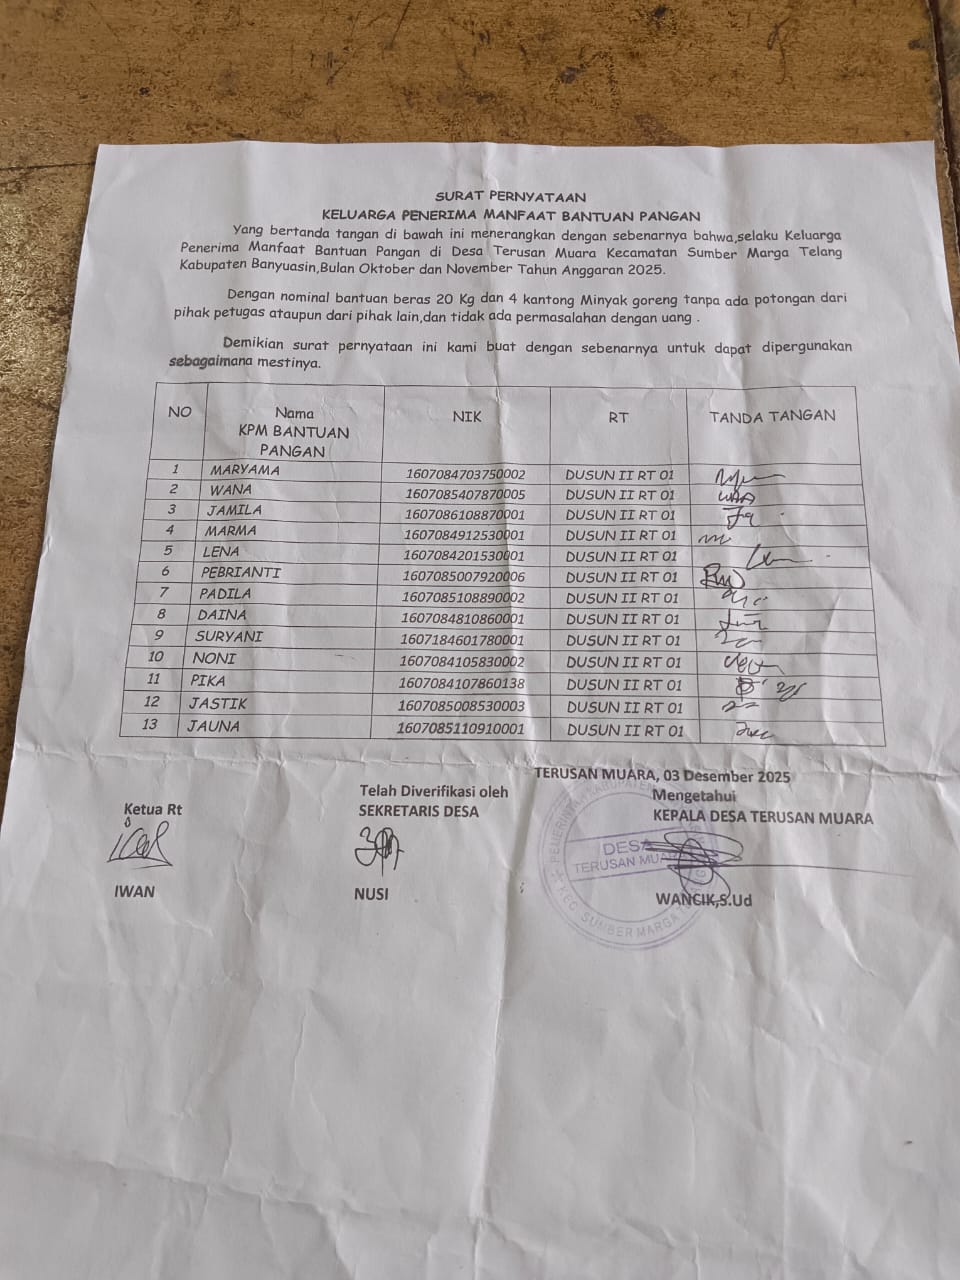 SURAT PERNYATAAN
KELUARGA PENERIMA MANFAAT BANTUAN PANGAN
Yang bertanda tangan di bawah ini menerangkan dengan sebenarnya bahwa,selaku Keluarga
Penerima Manfaat Bantuan Pangan di Desa Terusan Muara Kecamatan Sumber Marga Telang
Kabupaten Banyuasin,Bulan Oktober dan November Tahun Anggaran 2025.
Dengan nominal bantuan beras 20 Kg dan 4 kantong Minyak goreng tanpa ada potongan dari
pihak petugas ataupun dari pihak lain,dan tidak ada permasalahan dengan uang .
Demikian surat pernyataan ini kami buat dengan sebenarnya untuk dapat dipergunakan
sebagaimana mestinya.
NO Nama KPM BANTUAN PANGAN NIK RT TANDA TANGAN
1 MARYAMA 1607084703750002 DUSUN II RT 01
2 WANA 1607085407870005 DUSUN II RT 01
3 JAMILA 1607086108870001 DUSUN II RT 01
4 MARMA 1607084912530001 DUSUN II RT 01
5 LENA 1607084201530001 DUSUN II RT 01
6 PEBRIANTI 1607085007920006 DUSUN II RT 01
7 PADILA 1607085108890002 DUSUN II RT 01
8 DAINA 1607084810860001 DUSUN II RT 01
9 SURYANI 1607184601780001 DUSUN II RT 01
10 NONI 1607084105830002 DUSUN II RT 01
11 PIKA 1607084107860138 DUSUN II RT 01
12 JASTIK 1607085008530003 DUSUN II RT 01
13 JAUNA 1607085110910001 DUSUN II RT 01
TERUSAN MUARA, 03 Desember 2025
Ketua Rt
Telah Diverifikasi oleh
SEKRETARIS DESA
Mengetahui
KEPALA DESA TERUSAN MUARA
DESA
TERUSAN MUARA
KEC. SUMBER MARGA
IWAN
NUSI
WANCIK,S.Ud